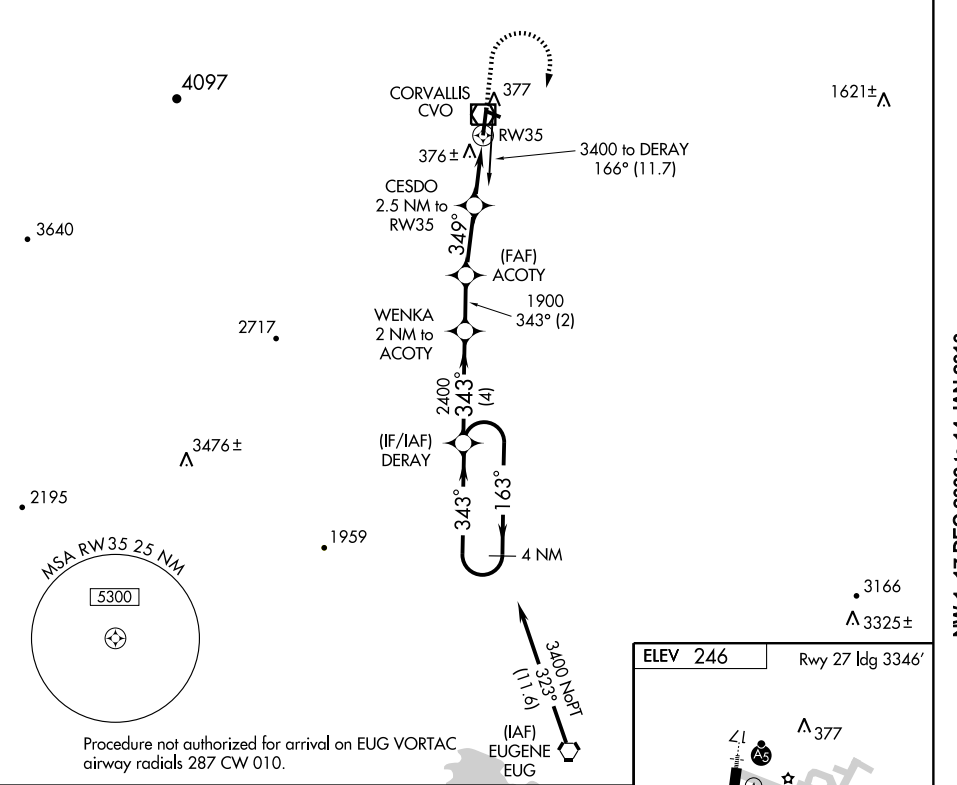 4097
CORVALLIS
CVO
377
1621±
RW35
376±
3400 to DERAY
166° (11.7)
CESDO
2.5 NM to
RW35
3640
349°
(FAF)
ACOTY
1900
343° (2)
WENKA
2 NM to
ACOTY
2717
2400
343°
(4)
(IF/IAF)
DERAY
3476±
2195
343°
163°
1959
4 NM
MSA RW35 25 NM
5300
3166
3325±
3400 NoPT
323°
(11.6)
(IAF)
EUGENE
EUG
Procedure not authorized for arrival on EUG VORTAC
airway radials 287 CW 010.
ELEV 246
Rwy 27 ldg 3346'
377
17
A5